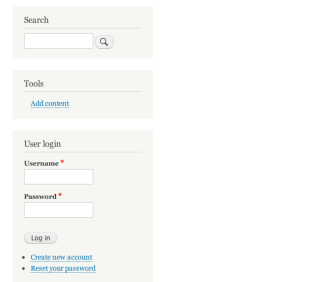 Search
Tools
Add content
User login
Username *
Password *
Log in
Create new account
Reset your password